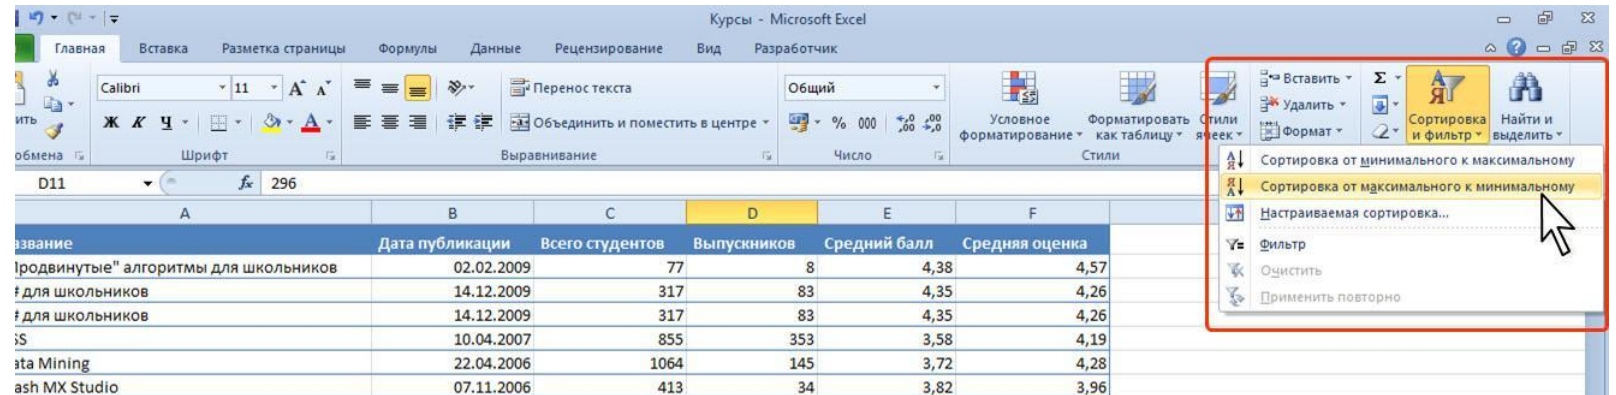 Курсы - Microsoft Excel
Главная Вставка Разметка страницы Формулы Данные Рецензирование Вид Разработчик
Calibri 11 A A Перенос текста Общий Вставить Σ
Удалить
Ж К Ч A Объединить и поместить в центре % 000 Условное форматирование Форматировать как таблицу Стили ячеек Формат Сортировка и фильтр Найти и выделить
Шрифт Выравнивание Число Стили
D11 fx 296
Сортировка от минимального к максимальному
Сортировка от максимального к минимальному
Настраиваемая сортировка...
Фильтр
Очистить
Применить повторно
A B C D E F
азвание Дата публикации Всего студентов Выпускников Средний балл Средняя оценка
Продвинутые" алгоритмы для школьников 02.02.2009 77 8 4,38 4,57
# для школьников 14.12.2009 317 83 4,35 4,26
# для школьников 14.12.2009 317 83 4,35 4,26
SS 10.04.2007 855 353 3,58 4,19
ata Mining 22.04.2006 1064 145 3,72 4,28
ash MX Studio 07.11.2006 413 34 3,82 3,96